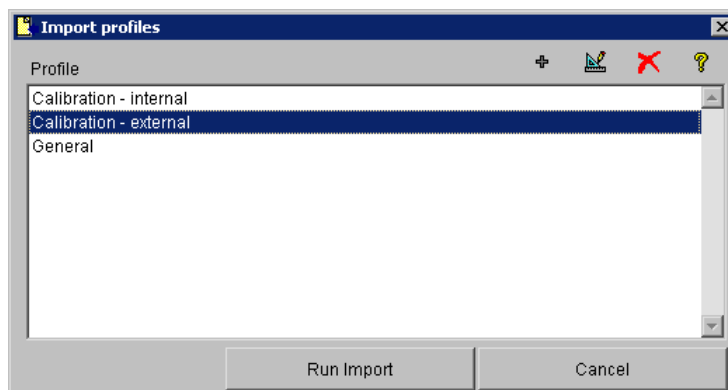 Import profiles
Profile
Calibration - internal
Calibration - external
General
Run Import
Cancel